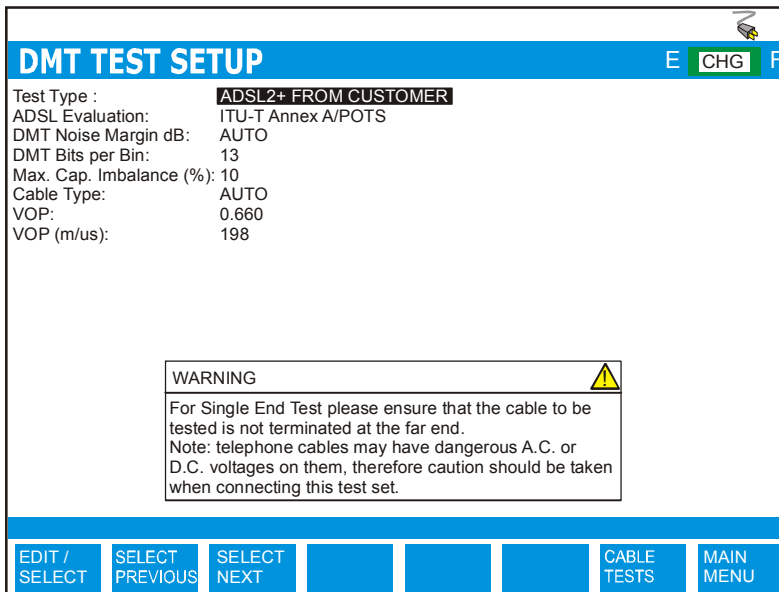 DMT TEST SETUP
E CHG F
Test Type : ADSL2+ FROM CUSTOMER
ADSL Evaluation: ITU-T Annex A/POTS
DMT Noise Margin dB: AUTO
DMT Bits per Bin: 13
Max. Cap. Imbalance (%): 10
Cable Type: AUTO
VOP: 0.660
VOP (m/us): 198
WARNING
For Single End Test please ensure that the cable to be
tested is not terminated at the far end.
Note: telephone cables may have dangerous A.C. or
D.C. voltages on them, therefore caution should be taken
when connecting this test set.
EDIT /
SELECT
SELECT
PREVIOUS
SELECT
NEXT
CABLE
TESTS
MAIN
MENU